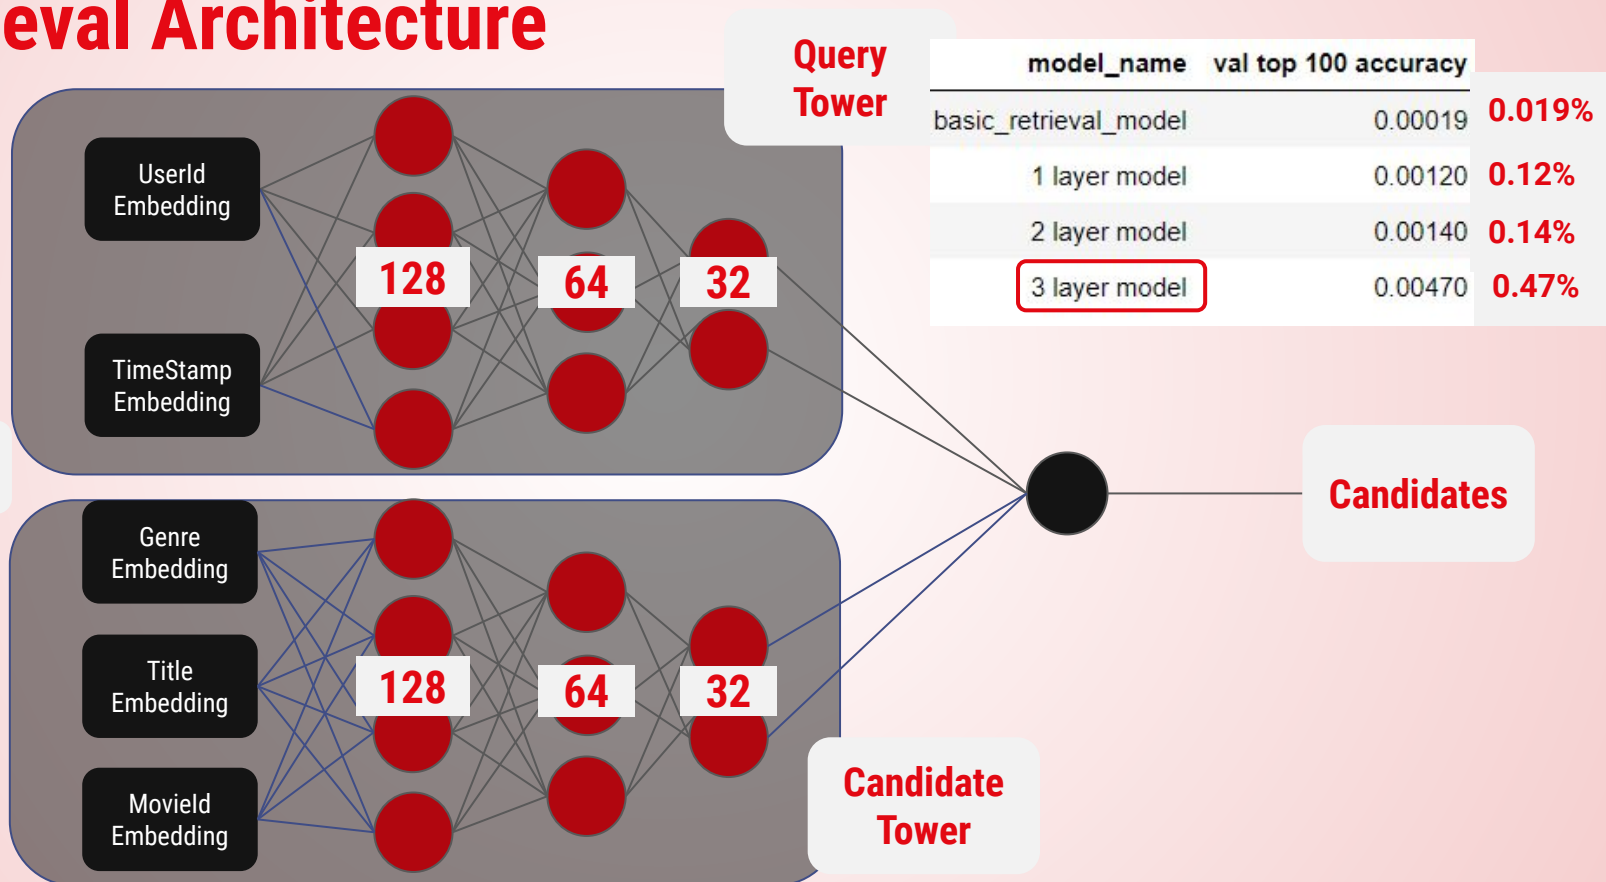 eval Architecture
Query
Tower
model_name val top 100 accuracy
basic_retrieval_model 0.00019 0.019%
1 layer model 0.00120 0.12%
2 layer model 0.00140 0.14%
3 layer model 0.00470 0.47%
UserId
Embedding
TimeStamp
Embedding
128
64
32
Genre
Embedding
Title
Embedding
MovieId
Embedding
128
64
32
Candidate
Tower
Candidates